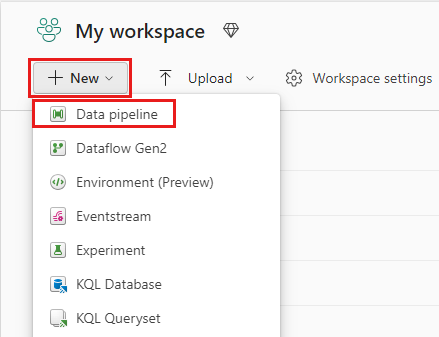 My workspace
New
Upload
Workspace settings
Data pipeline
Dataflow Gen2
Environment (Preview)
Eventstream
Experiment
KQL Database
KQL Queryset